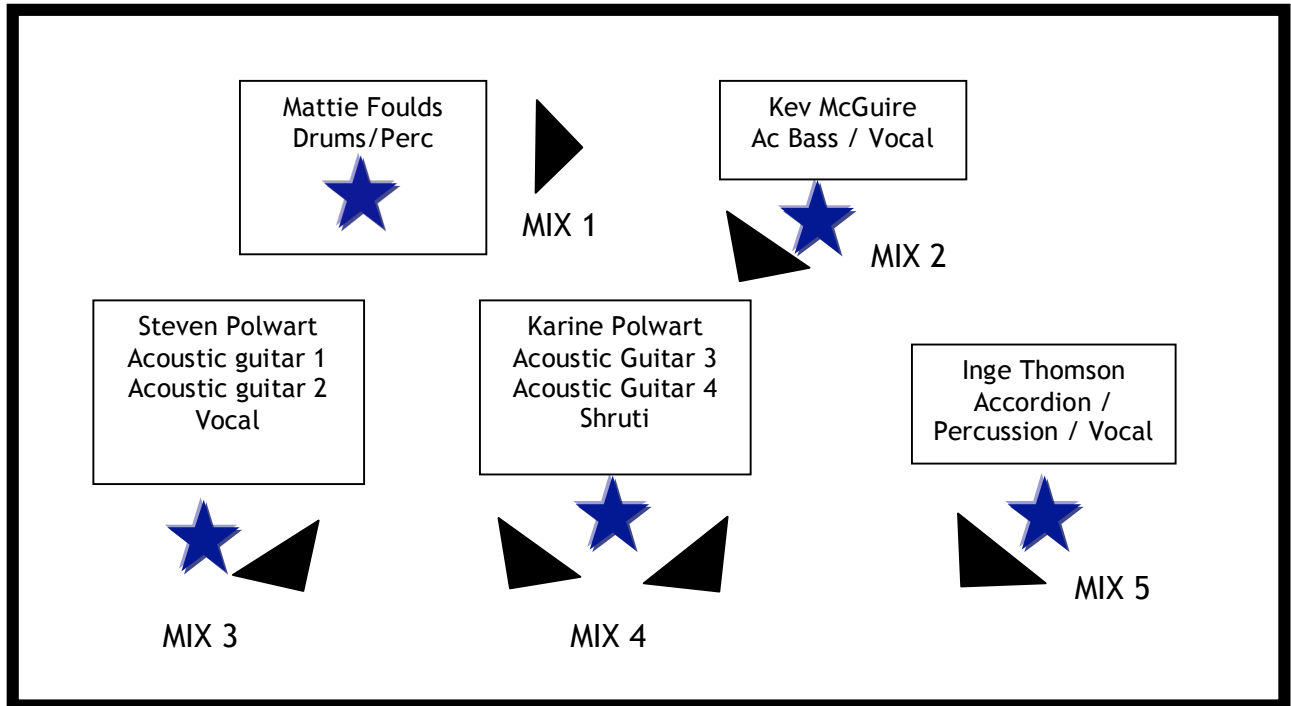 Mattie Foulds
Drums/Perc
MIX 1
Kev McGuire
Ac Bass / Vocal
MIX 2
Steven Polwart
Acoustic guitar 1
Acoustic guitar 2
Vocal
MIX 3
Karine Polwart
Acoustic Guitar 3
Acoustic Guitar 4
Shruti
MIX 4
Inge Thomson
Accordion /
Percussion / Vocal
MIX 5